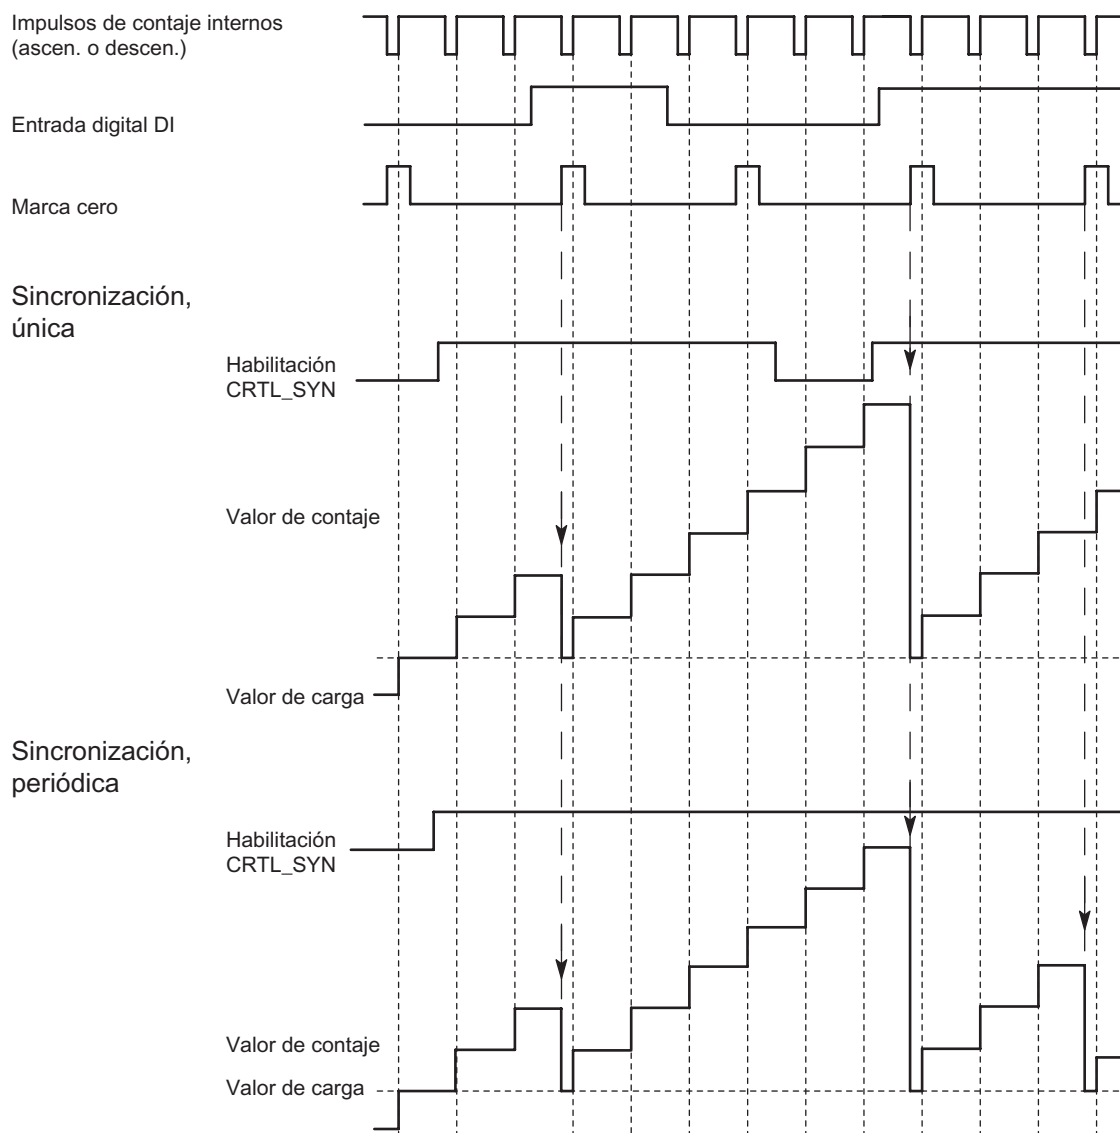 Impulsos de contaje internos
(ascen. o descen.)
Entrada digital DI
Marca cero
Sincronización,
única
Habilitación
CRTL_SYN
Valor de contaje
Valor de carga
Sincronización,
periódica
Habilitación
CRTL_SYN
Valor de contaje
Valor de carga